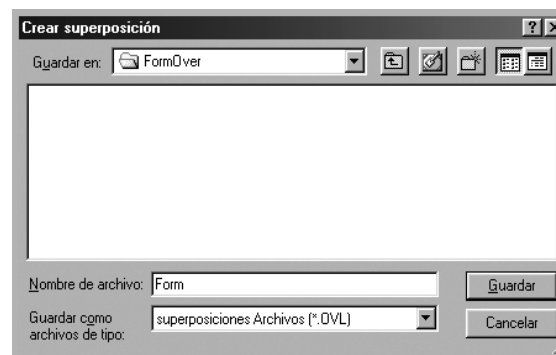 Crear superposición
Guardar en: FormOver
Nombre de archivo: Form
Guardar
Guardar como archivos de tipo: superposiciones Archivos (*.OVL)
Cancelar